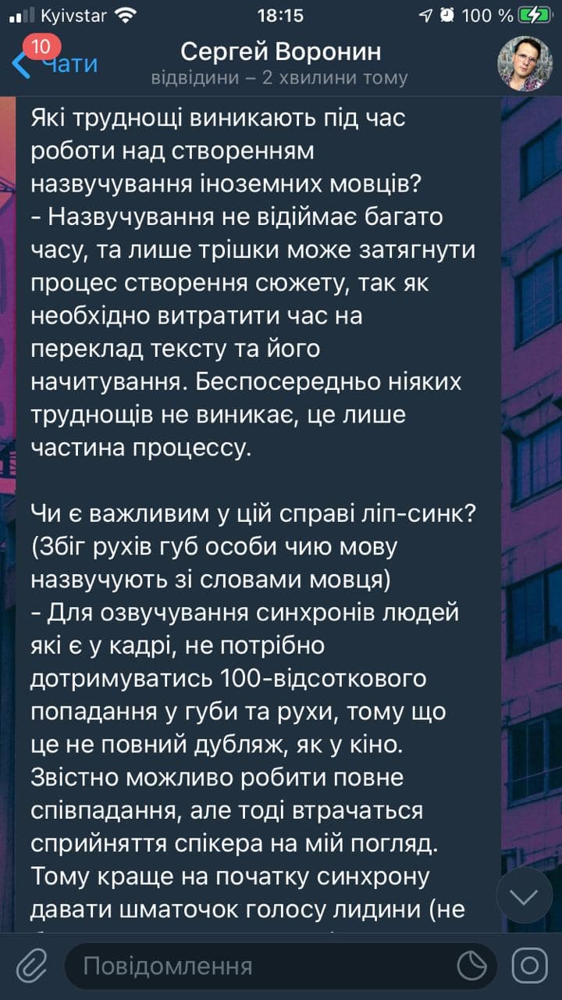 Kyivstar 18:15 100 %
10
Чати
Сергей Воронин
відвідини – 2 хвилини тому
Які труднощі виникають під час
роботи над створенням
назвучування іноземних мовців?
- Назвучування не відіймає багато
часу, та лише трішки може затягнути
процес створення сюжету, так як
необхідно витратити час на
переклад тексту та його
начитування. Беспосередньо ніяких
труднощів не виникає, це лише
частина процессу.
Чи є важливим у цій справі ліп-синк?
(Збіг рухів губ особи чию мову
назвучують зі словами мовця)
- Для озвучування синхронів людей
які є у кадрі, не потрібно
дотримуватись 100-відсоткового
попадання у губи та рухи, тому що
це не повний дубляж, як у кіно.
Звістно можливо робити повне
співпадання, але тоді втрачаться
сприйняття спікера на мій погляд.
Тому краще на початку синхрону
давати шматочок голосу лидини (не
Повідомлення